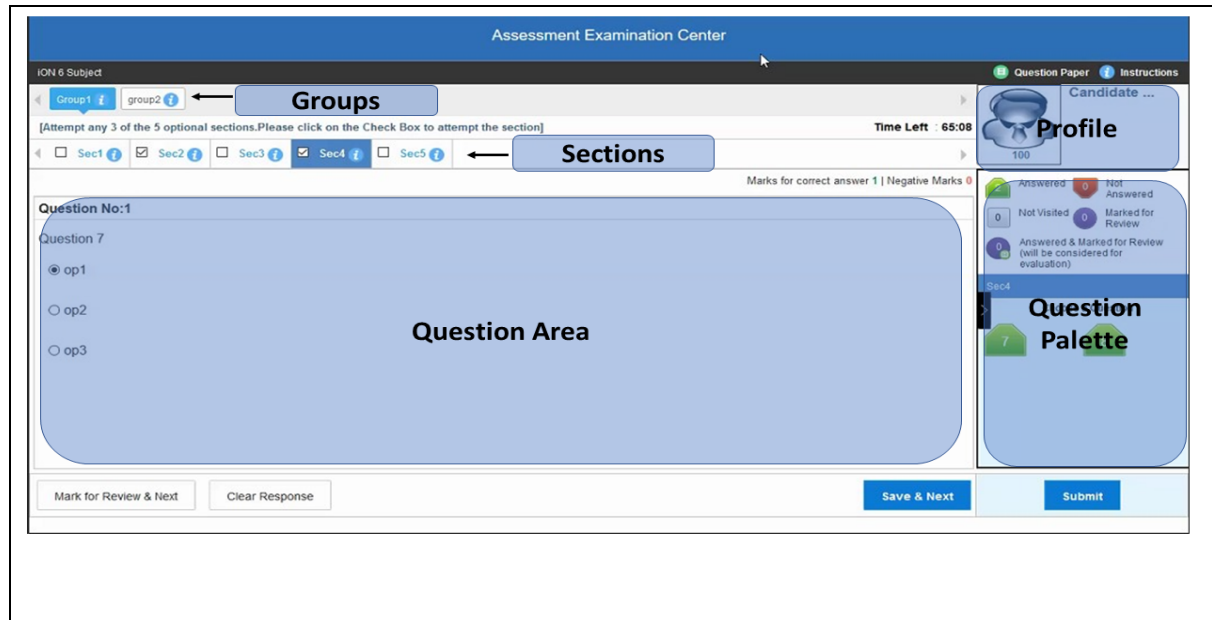 Assessment Examination Center
iON 6 Subject
Question Paper
Instructions
Group1
group2
Groups
Candidate ...
Profile
100
[Attempt any 3 of the 5 optional sections.Please click on the Check Box to attempt the section]
Time Left : 65:08
Sec1
Sec2
Sec3
Sec4
Sec5
Sections
Marks for correct answer 1 | Negative Marks 0
2 Answered
0 Not Answered
0 Not Visited
0 Marked for Review
0 Answered & Marked for Review
(will be considered for
evaluation)
Sec4
Question
Palette
7
Question No:1
Question 7
op1
op2
op3
Question Area
Mark for Review & Next
Clear Response
Save & Next
Submit